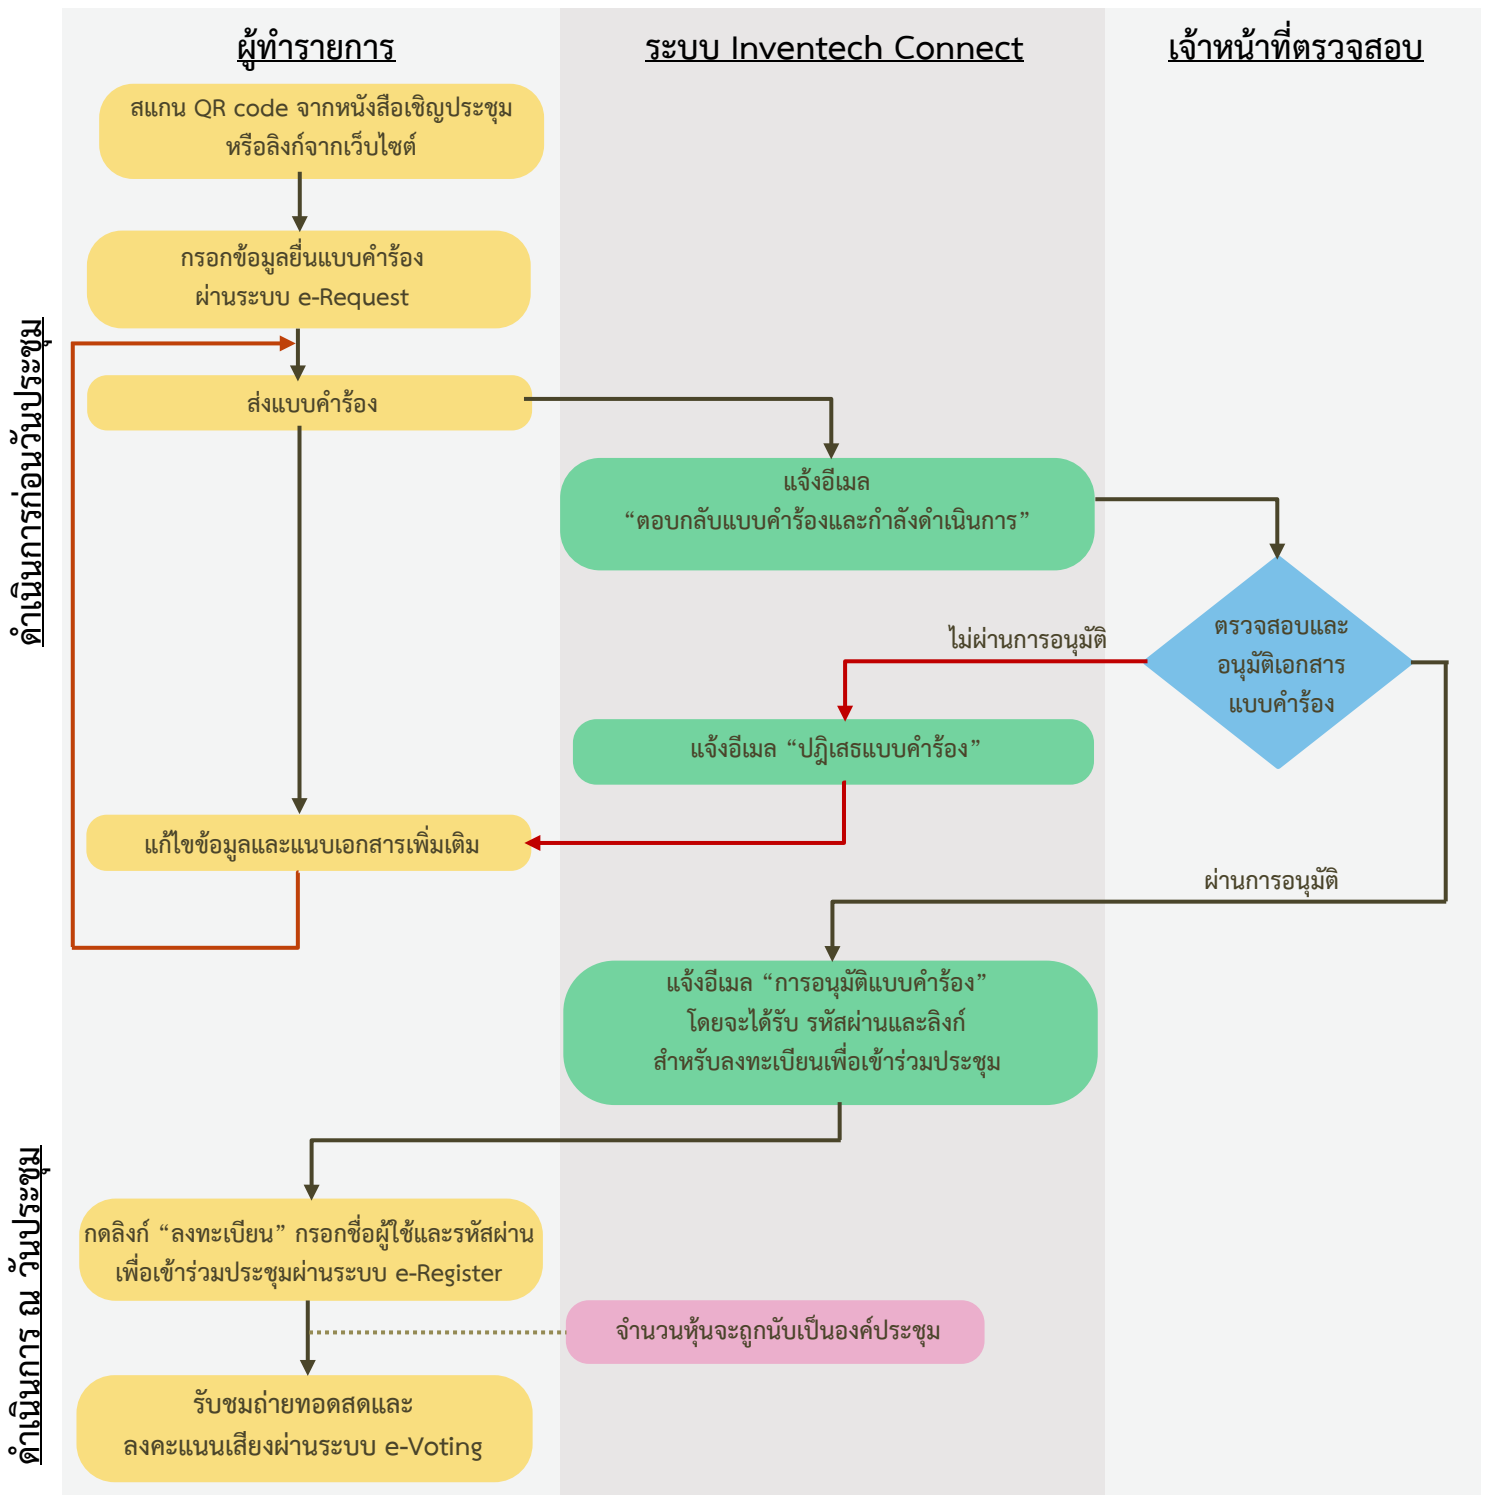 ผู้ทำรายการ
ระบบ Inventech Connect
เจ้าหน้าที่ตรวจสอบ
ดำเนินการก่อนวันประชุม
สแกน QR code จากหนังสือเชิญประชุม
หรือลิงก์จากเว็บไซต์
กรอกข้อมูลยื่นแบบคำร้อง
ผ่านระบบ e-Request
ส่งแบบคำร้อง
แจ้งอีเมล
“ตอบกลับแบบคำร้องและกำลังดำเนินการ”
ตรวจสอบและ
อนุมัติเอกสาร
แบบคำร้อง
ไม่ผ่านการอนุมัติ
แจ้งอีเมล “ปฎิเสธแบบคำร้อง”
แก้ไขข้อมูลและแนบเอกสารเพิ่มเติม
ผ่านการอนุมัติ
แจ้งอีเมล “การอนุมัติแบบคำร้อง”
โดยจะได้รับ รหัสผ่านและลิงก์
สำหรับลงทะเบียนเพื่อเข้าร่วมประชุม
ดำเนินการ ณ วันประชุม
กดลิงก์ “ลงทะเบียน” กรอกชื่อผู้ใช้และรหัสผ่าน
เพื่อเข้าร่วมประชุมผ่านระบบ e-Register
จำนวนหุ้นจะถูกนับเป็นองค์ประชุม
รับชมถ่ายทอดสดและ
ลงคะแนนเสียงผ่านระบบ e-Voting